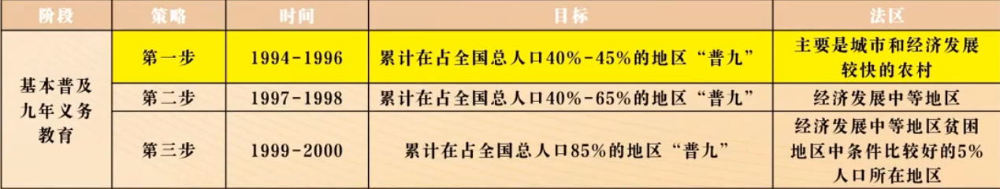 阶段 策略 时间 目标 法区
基本普及
九年义务
教育
第一步 1994-1996 累计在占全国总人口40%-45%的地区“普九” 主要是城市和经济发展
较快的农村
第二步 1997-1998 累计在占全国总人口40%-65%的地区“普九” 经济发展中等地区
第三步 1999-2000 累计在占全国总人口85%的地区“普九” 经济发展中等地区贫困
地区中条件比较好的5%
人口所在地区